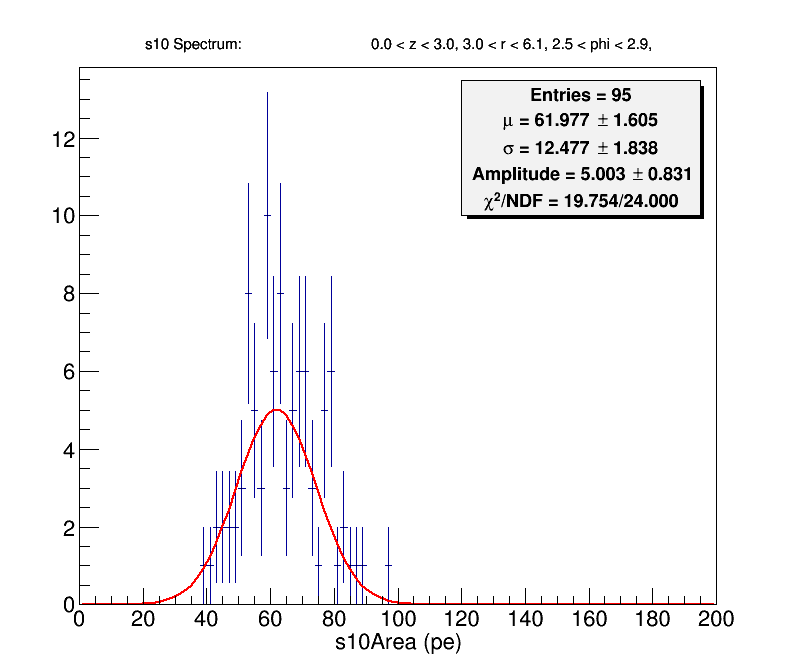 s10 Spectrum: 0.0 < z < 3.0, 3.0 < r < 6.1, 2.5 < phi < 2.9,
Entries = 95
μ = 61.977 ± 1.605
σ = 12.477 ± 1.838
Amplitude = 5.003 ± 0.831
χ²/NDF = 19.754/24.000
12
10
8
6
4
2
0
0 20 40 60 80 100 120 140 160 180 200
s10Area (pe)